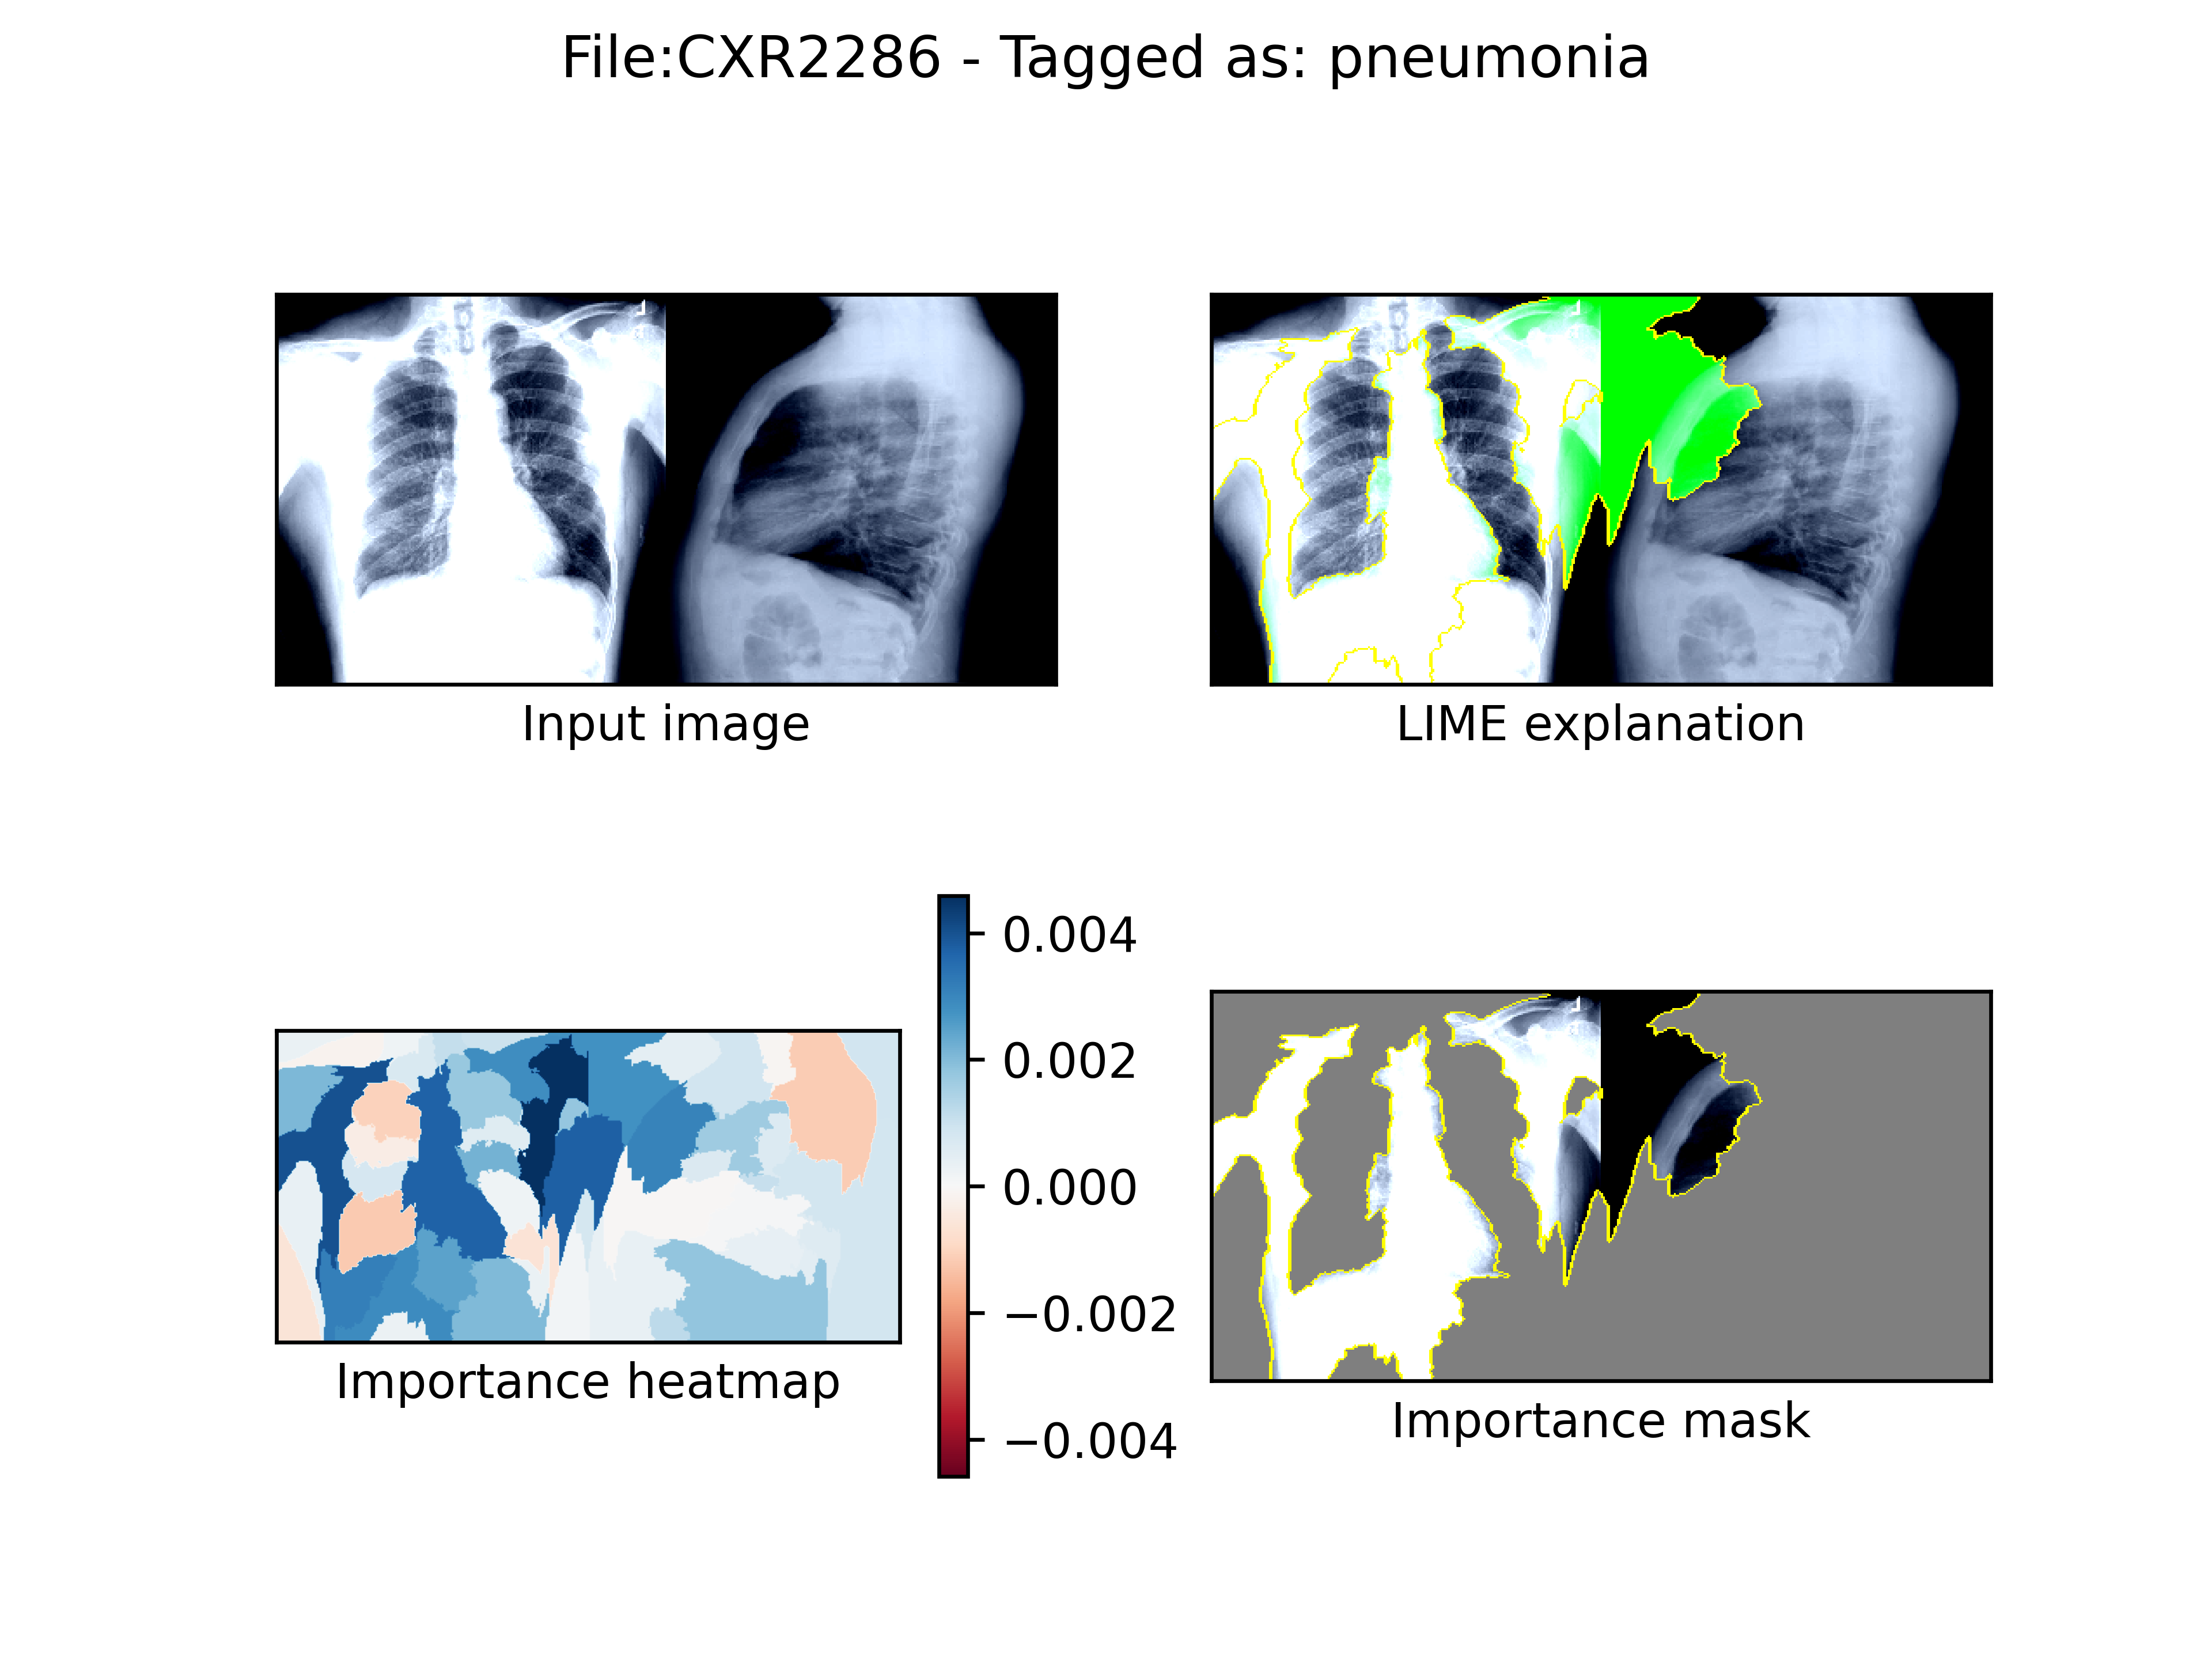 File:CXR2286 - Tagged as: pneumonia
Input image
LIME explanation
0.004
0.002
0.000
−0.002
−0.004
Importance heatmap
Importance mask